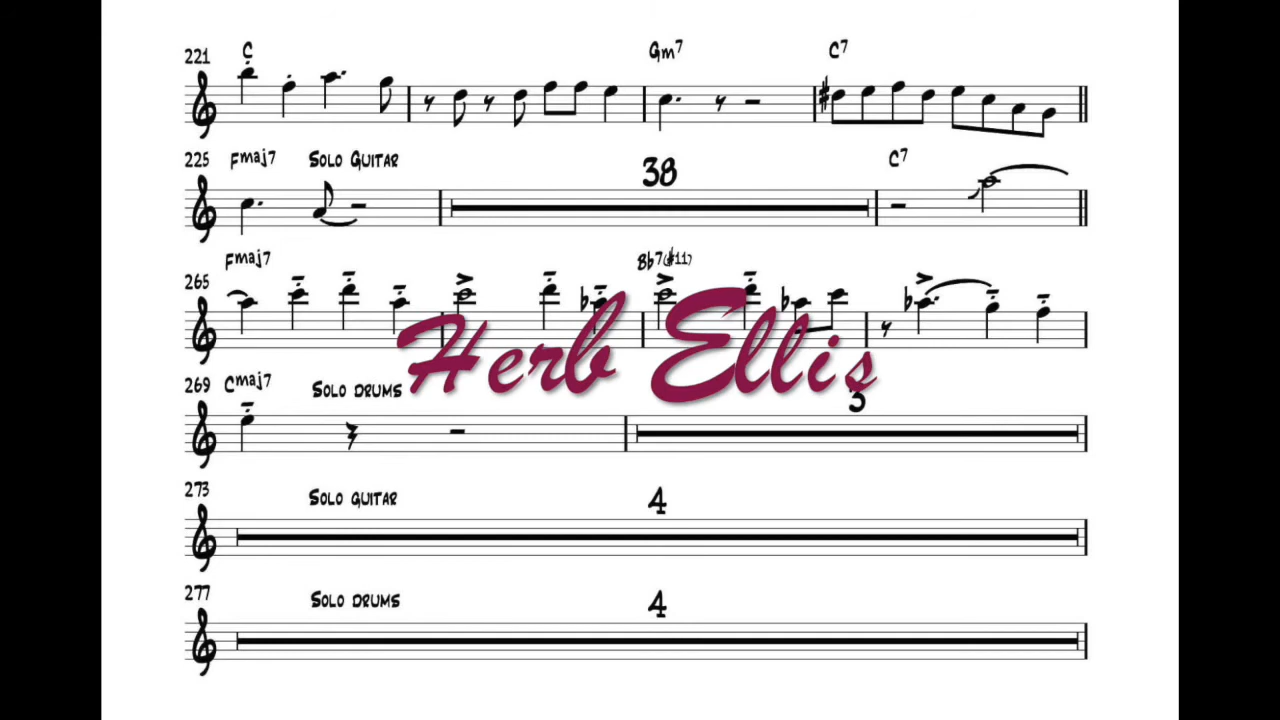 221 C Gm7 C7
225 Fmaj7 Solo Guitar 38 C7
265 Fmaj7 Bb7(#11)
Herb Ellis
269 Cmaj7 Solo drums 3
273 Solo guitar 4
277 Solo drums 4